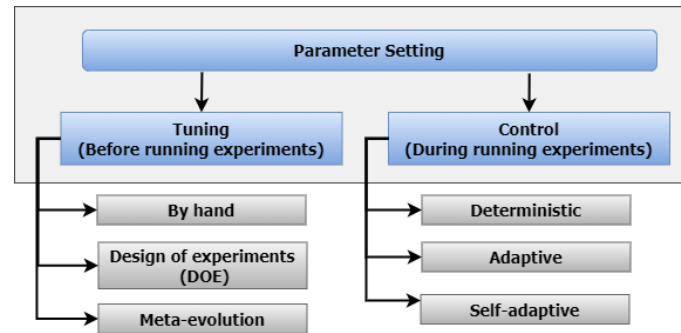 Parameter Setting
Tuning
(Before running experiments)
Control
(During running experiments)
By hand
Design of experiments
(DOE)
Meta-evolution
Deterministic
Adaptive
Self-adaptive